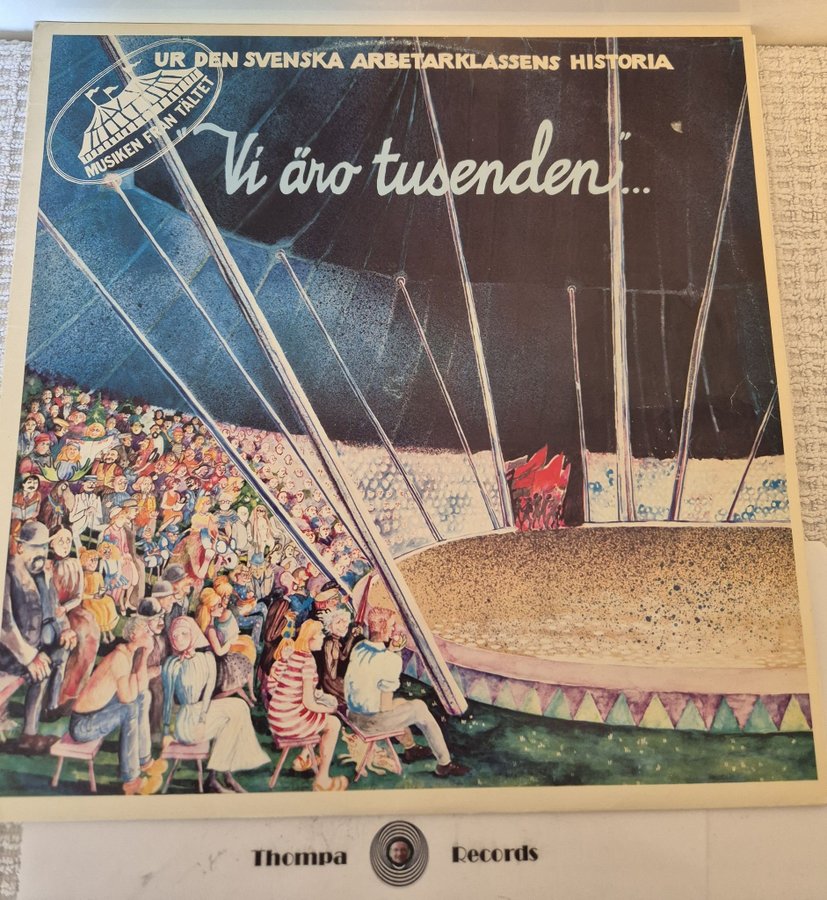 UR DEN SVENSKA ARBETARKLASSENS HISTORIA
MUSIKEN FRÅN TÄLTET
"Vi äro tusenden"...
Thompa Records